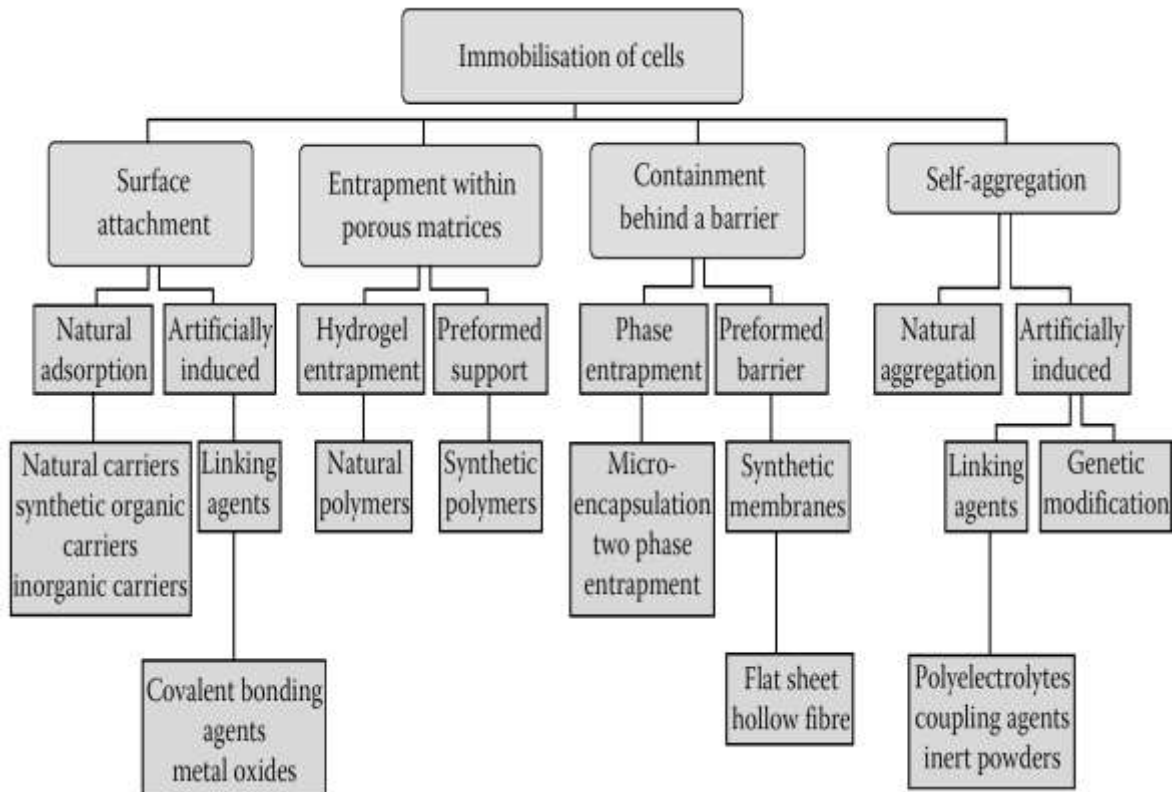 Immobilisation of cells
Surface
attachment
Entrapment within
porous matrices
Containment
behind a barrier
Self-aggregation
Natural
adsorption
Artificially
induced
Hydrogel
entrapment
Preformed
support
Phase
entrapment
Preformed
barrier
Natural
aggregation
Artificially
induced
Natural carriers
synthetic organic
carriers
inorganic carriers
Linking
agents
Natural
polymers
Synthetic
polymers
Micro-
encapsulation
two phase
entrapment
Synthetic
membranes
Linking
agents
Genetic
modification
Covalent bonding
agents
metal oxides
Flat sheet
hollow fibre
Polyelectrolytes
coupling agents
inert powders